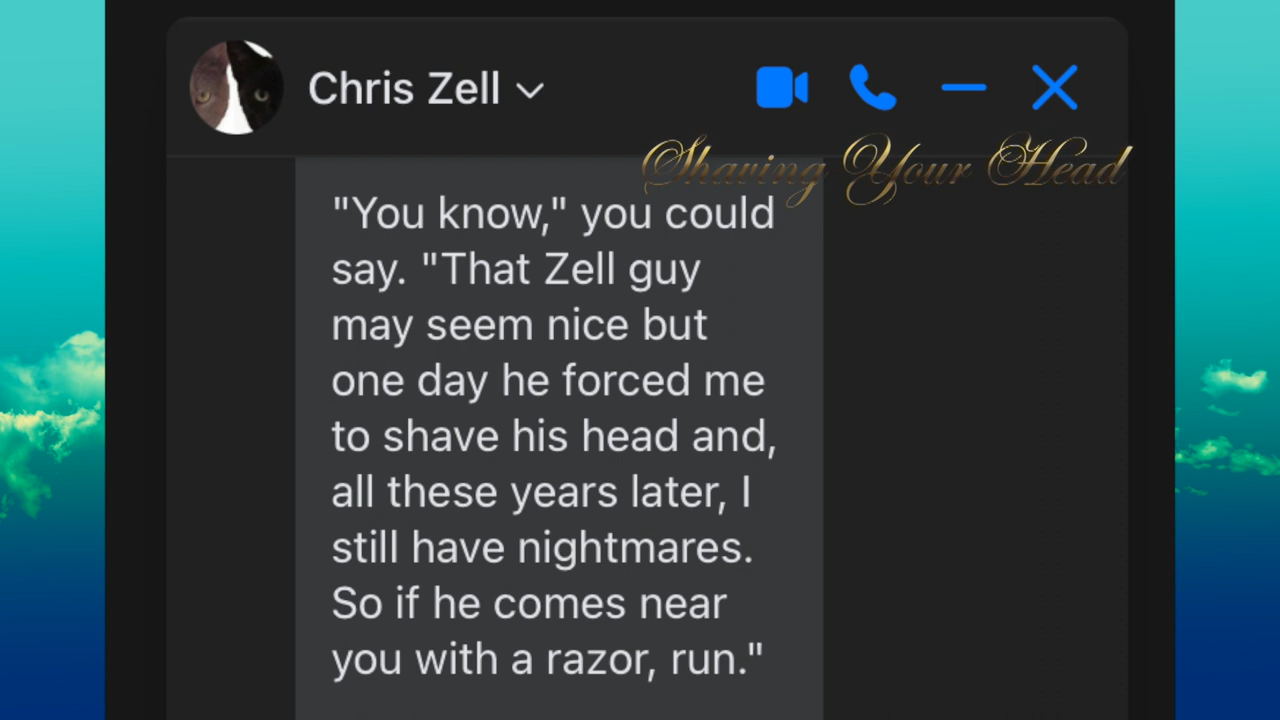 Chris Zell
Shaving Your Head
"You know," you could
say. "That Zell guy
may seem nice but
one day he forced me
to shave his head and,
all these years later, I
still have nightmares.
So if he comes near
you with a razor, run."